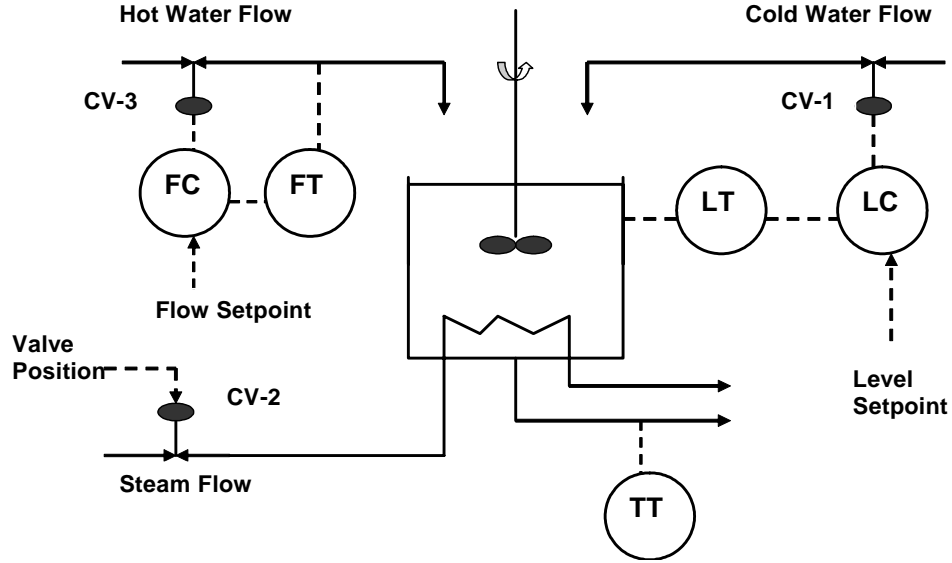 Hot Water Flow
Cold Water Flow
CV-3
CV-1
FC
FT
LT
LC
Flow Setpoint
Valve
Position
CV-2
Level
Setpoint
Steam Flow
TT